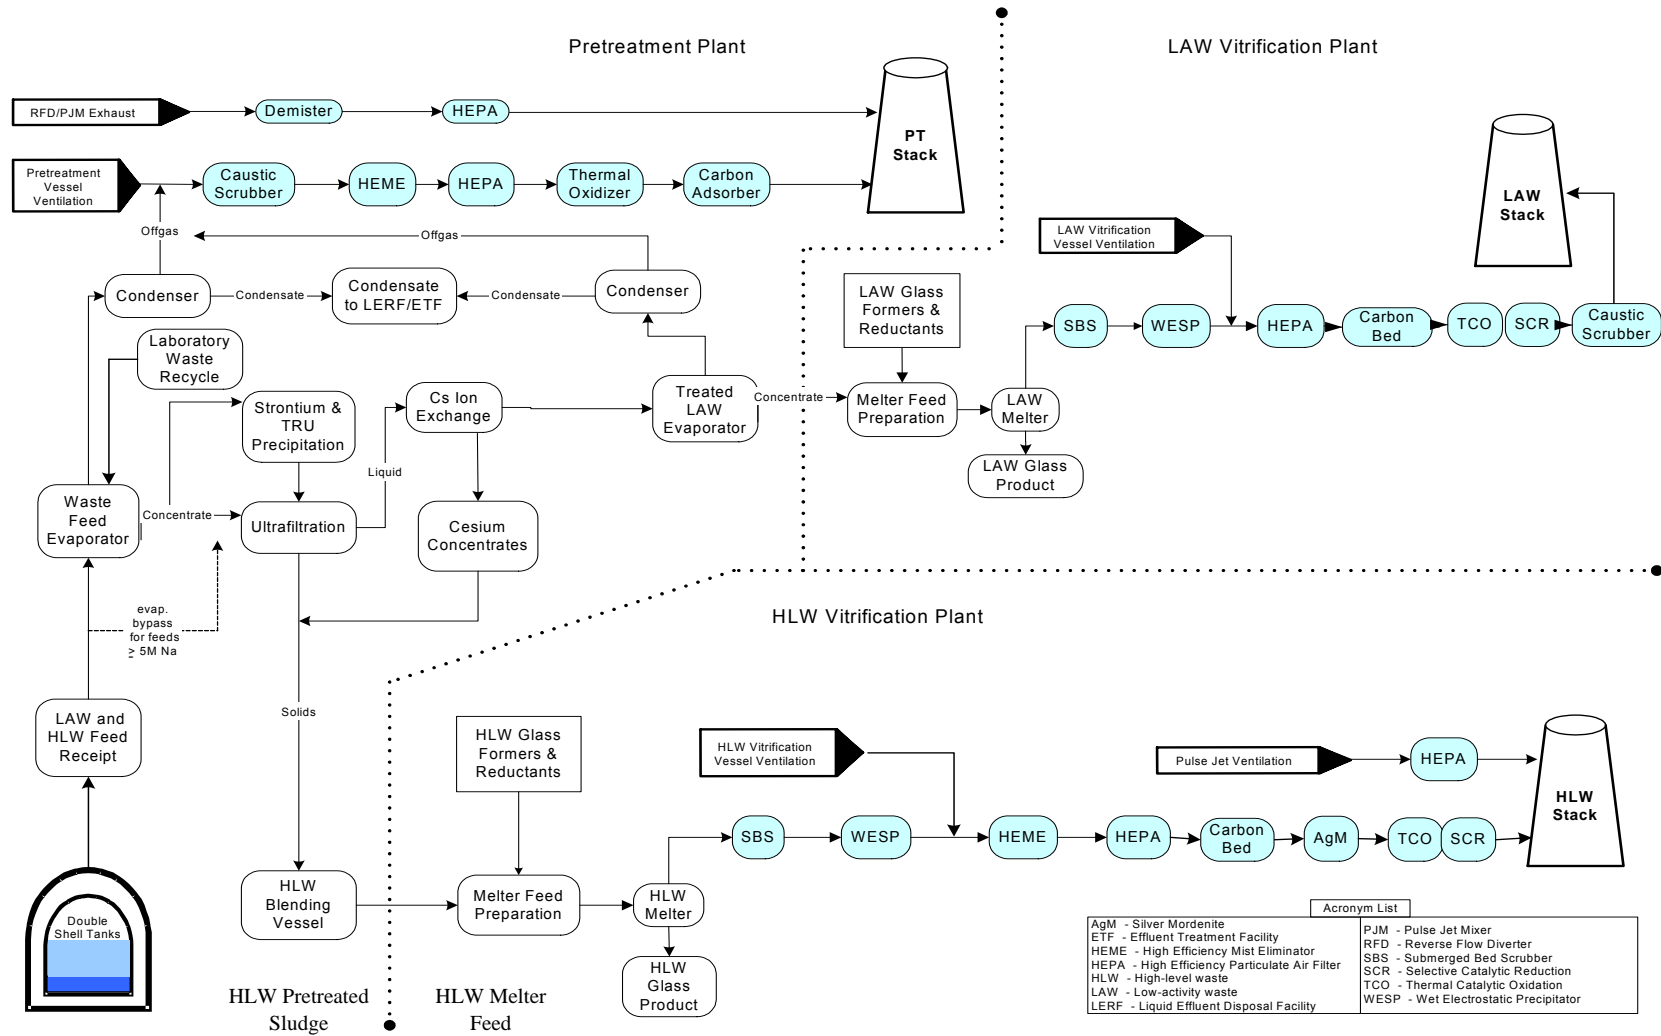 Pretreatment Plant
LAW Vitrification Plant
RFD/PJM Exhaust
Demister
HEPA
PT
Stack
Pretreatment
Vessel
Ventilation
Caustic
Scrubber
HEME
HEPA
Thermal
Oxidizer
Carbon
Adsorber
Offgas
Offgas
LAW
Stack
LAW Vitrification
Vessel Ventilation
Condenser
Condensate
Condensate
to LERF/ETF
Condensate
Condenser
LAW Glass
Formers &
Reductants
SBS
WESP
HEPA
Carbon
Bed
TCO
SCR
Caustic
Scrubber
Laboratory
Waste
Recycle
Strontium &
TRU
Precipitation
Cs Ion
Exchange
Treated
LAW
Evaporator
Concentrate
Melter Feed
Preparation
LAW
Melter
LAW Glass
Product
Liquid
Waste
Feed
Evaporator
Concentrate
Ultrafiltration
Cesium
Concentrates
evap.
bypass
for feeds
≥ 5M Na
HLW Vitrification Plant
LAW and
HLW Feed
Receipt
Solids
HLW Glass
Formers &
Reductants
HLW Vitrification
Vessel Ventilation
Pulse Jet Ventilation
HEPA
HLW
Stack
SBS
WESP
HEME
HEPA
Carbon
Bed
AgM
TCO
SCR
Double
Shell Tanks
HLW
Blending
Vessel
Melter Feed
Preparation
HLW
Melter
HLW
Glass
Product
HLW Pretreated
Sludge
HLW Melter
Feed
Acronym List
AgM - Silver Mordenite
ETF - Effluent Treatment Facility
HEME - High Efficiency Mist Eliminator
HEPA - High Efficiency Particulate Air Filter
HLW - High-level waste
LAW - Low-activity waste
LERF - Liquid Effluent Disposal Facility
PJM - Pulse Jet Mixer
RFD - Reverse Flow Diverter
SBS - Submerged Bed Scrubber
SCR - Selective Catalytic Reduction
TCO - Thermal Catalytic Oxidation
WESP - Wet Electrostatic Precipitator